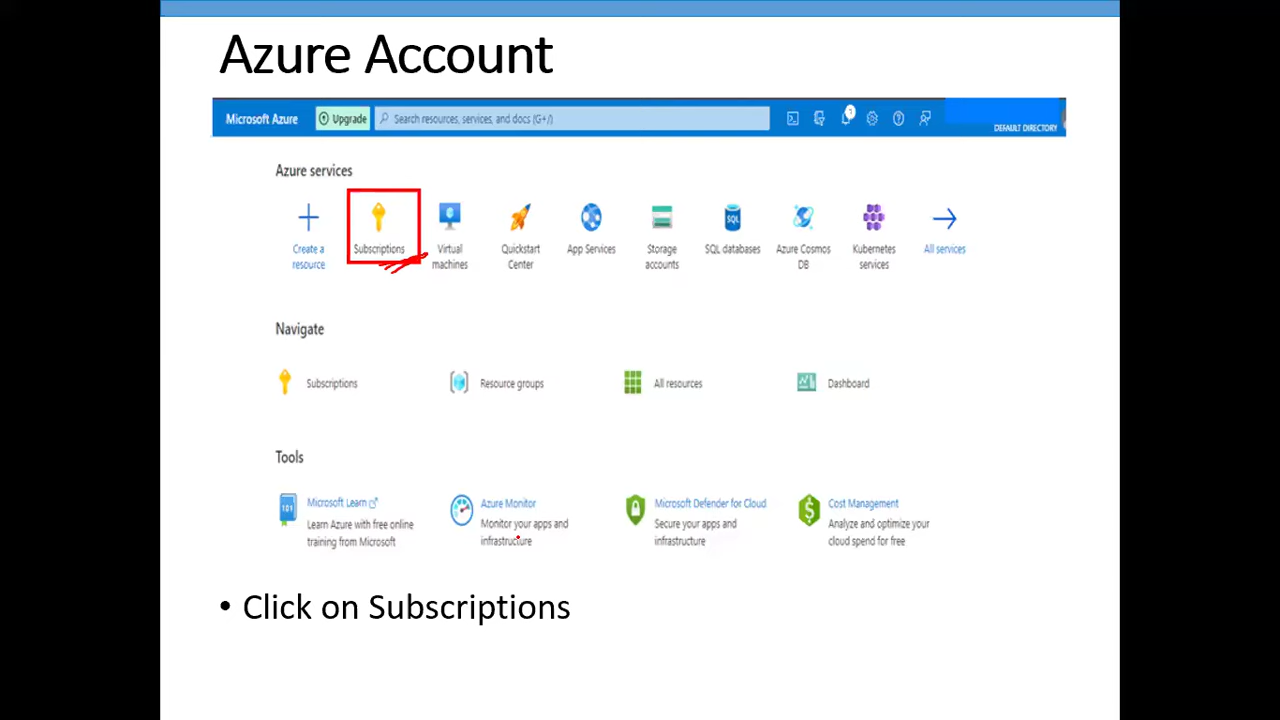 Azure Account
Microsoft Azure Upgrade Search resources, services, and docs (G+/)
DEFAULT DIRECTORY
Azure services
Create a resource
Subscriptions
Virtual machines
Quickstart Center
App Services
Storage accounts
SQL databases
Azure Cosmos DB
Kubernetes services
All services
Navigate
Subscriptions
Resource groups
All resources
Dashboard
Tools
Microsoft Learn
Learn Azure with free online
training from Microsoft
Azure Monitor
Monitor your apps and
infrastructure
Microsoft Defender for Cloud
Secure your apps and
infrastructure
Cost Management
Analyze and optimize your
cloud spend for free
• Click on Subscriptions